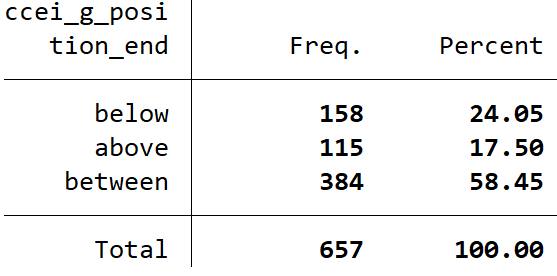 ccei_g_posi
tion_end Freq. Percent
below 158 24.05
above 115 17.50
between 384 58.45
Total 657 100.00